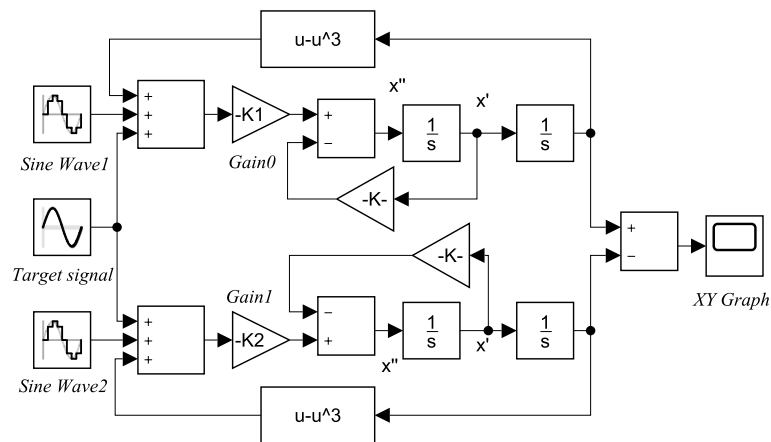 u-u^3
x"
x'
+
+
+
-K1
+
−
1
s
1
s
Sine Wave1
Gain0
-K-
+
−
Target signal
-K-
XY Graph
Gain1
+
+
+
-K2
−
+
1
s
1
s
x"
x'
Sine Wave2
u-u^3